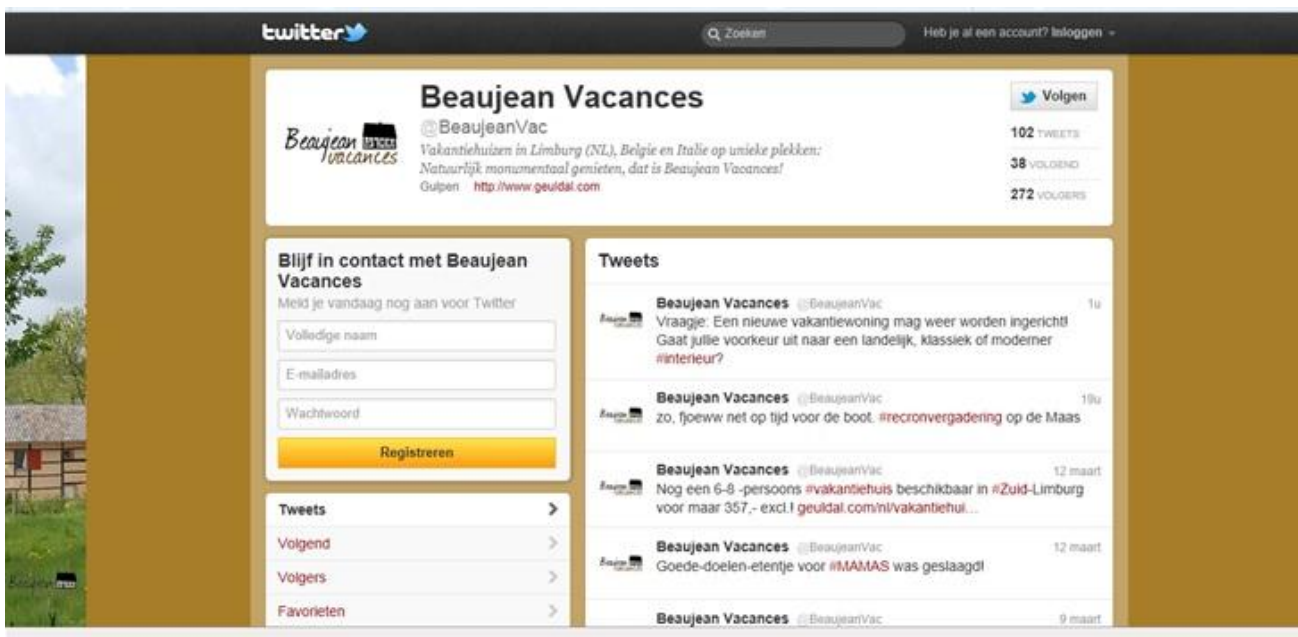 twitter
Zoeken
Heb je al een account? Inloggen
Beaujean vacances
Beaujean Vacances
@BeaujeanVac
Vakantiehuizen in Limburg (NL), Belgie en Italie op unieke plekken:
Natuurlijk monumentaal genieten, dat is Beaujean Vacances!
Gulpen http://www.geuldal.com
Volgen
102 TWEETS
38 VOLGEND
272 VOLGERS
Blijf in contact met Beaujean
Vacances
Meld je vandaag nog aan voor Twitter
Volledige naam
E-mailadres
Wachtwoord
Registreren
Tweets
Volgend
Volgers
Favorieten
Tweets
Beaujean Vacances @BeaujeanVac 1u
Vraagje: Een nieuwe vakantiewoning mag weer worden ingericht!
Gaat jullie voorkeur uit naar een landelijk, klassiek of moderner
#interieur?
Beaujean Vacances @BeaujeanVac 19u
zo, fjoeww net op tijd voor de boot. #recronvergadering op de Maas
Beaujean Vacances @BeaujeanVac 12 maart
Nog een 6-8 -persoons #vakantiehuis beschikbaar in #Zuid-Limburg
voor maar 357,- excl.! geuldal.com/nl/vakantiehui...
Beaujean Vacances @BeaujeanVac 12 maart
Goede-doelen-etentje voor #MAMAS was geslaagd!
Beaujean Vacances @BeaujeanVac 9 maart